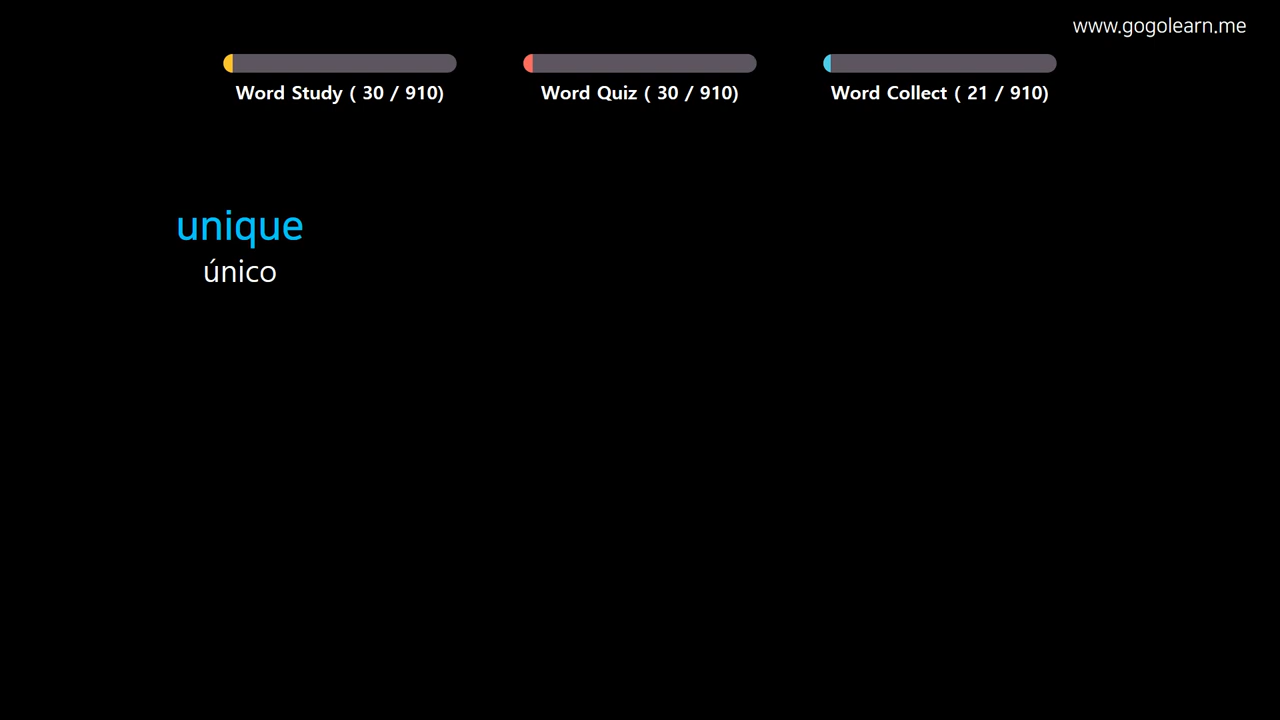 www.gogolearn.me
Word Study ( 30 / 910)
Word Quiz ( 30 / 910)
Word Collect ( 21 / 910)
unique
único